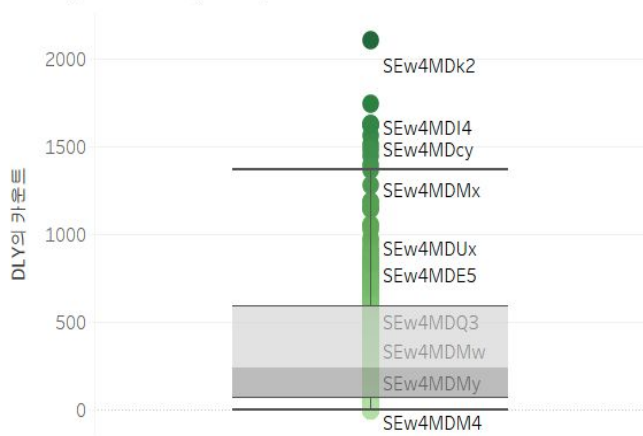 2000
1500
1000
500
0
DLY의 카운트
SEw4MDk2
SEw4MDI4
SEw4MDcy
SEw4MDMx
SEw4MDUx
SEw4MDE5
SEw4MDQ3
SEw4MDMw
SEw4MDMy
SEw4MDM4